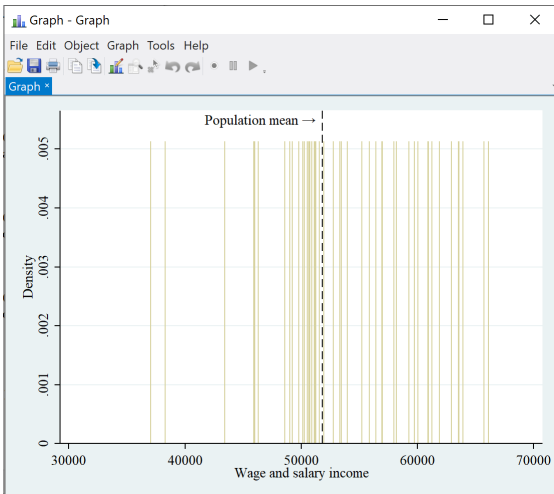 Graph - Graph
File Edit Object Graph Tools Help
Graph ×
Population mean →
.005
.004
.003
.002
.001
0
Density
30000 40000 50000 60000 70000
Wage and salary income